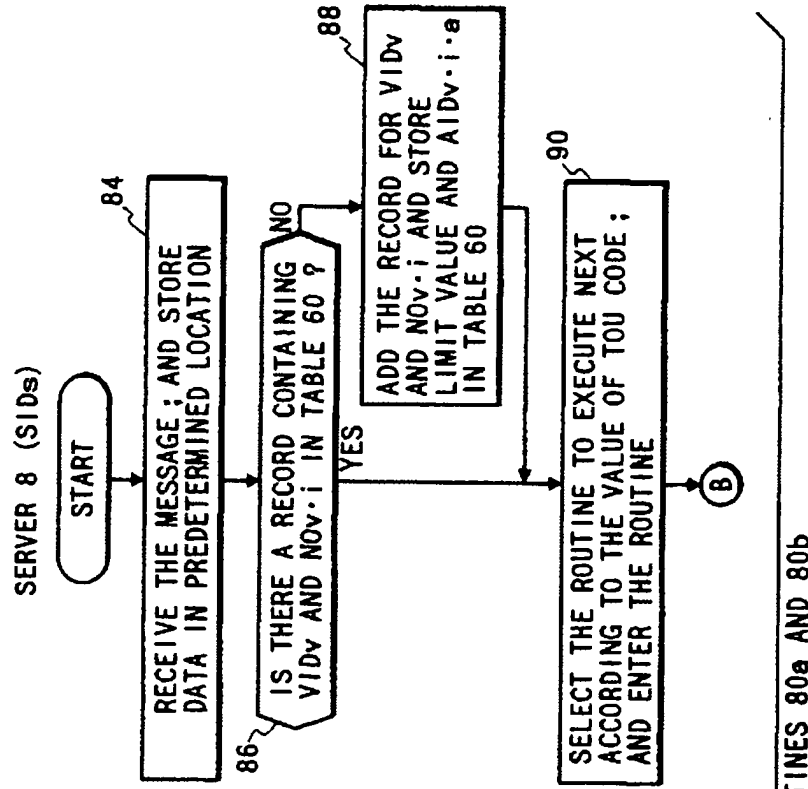 SERVER 8 (SIDs)
START
84
RECEIVE THE MESSAGE; AND STORE
DATA IN PREDETERMINED LOCATION
86
IS THERE A RECORD CONTAINING
VIDv AND NOv·i IN TABLE 60 ?
NO
YES
88
ADD THE RECORD FOR VIDv
AND NOv·i AND STORE
LIMIT VALUE AND AIDv·i·a
IN TABLE 60
90
SELECT THE ROUTINE TO EXECUTE NEXT
ACCORDING TO THE VALUE OF TOU CODE;
AND ENTER THE ROUTINE
B
TINES 80a AND 80b